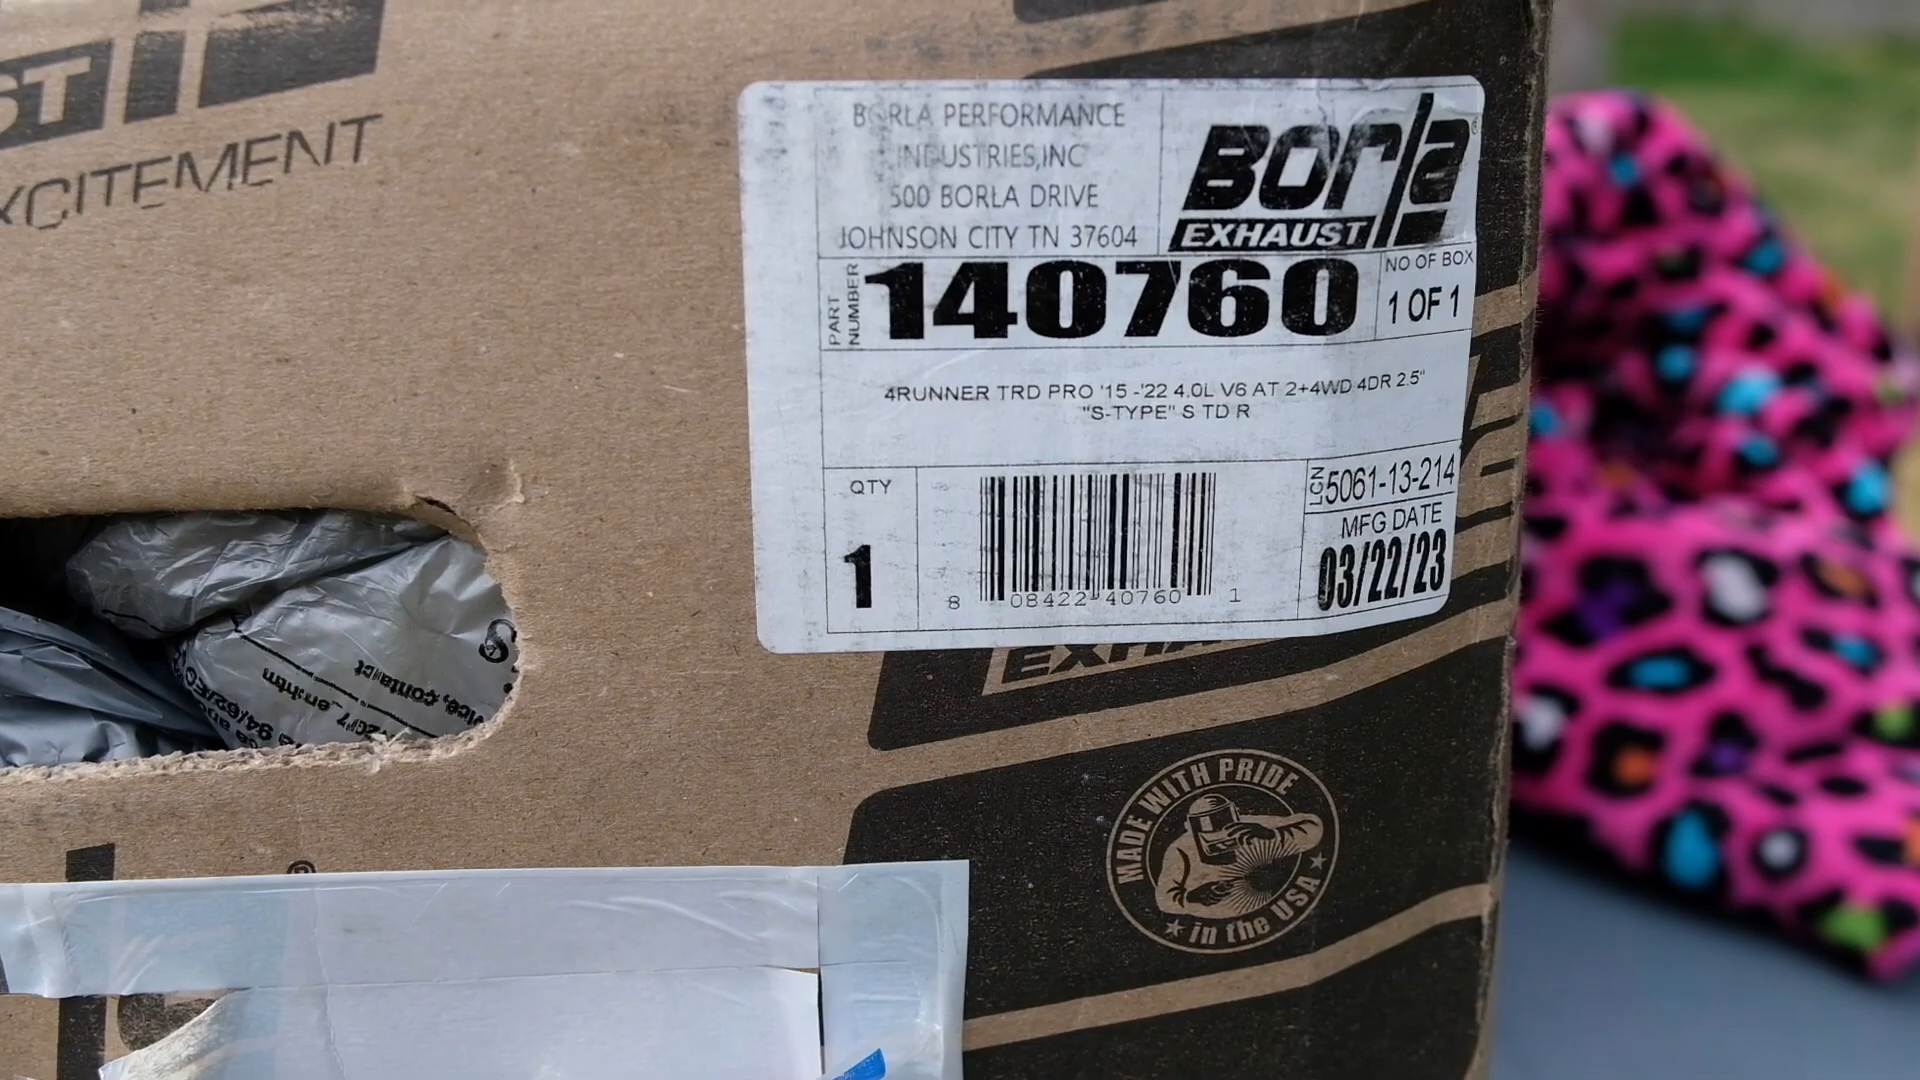 ST
XCITEMENT
BORLA PERFORMANCE
INDUSTRIES,INC
500 BORLA DRIVE
JOHNSON CITY TN 37604
Borla®
EXHAUST
PART
NUMBER
140760
NO OF BOX
1 OF 1
4RUNNER TRD PRO '15 -'22 4.0L V6 AT 2+4WD 4DR 2.5"
"S-TYPE" S TD R
QTY
1
8 08422 40760 1
LCN
5061-13-214
MFG DATE
03/22/23
EXHA
MADE WITH PRIDE
in the USA
contact
®